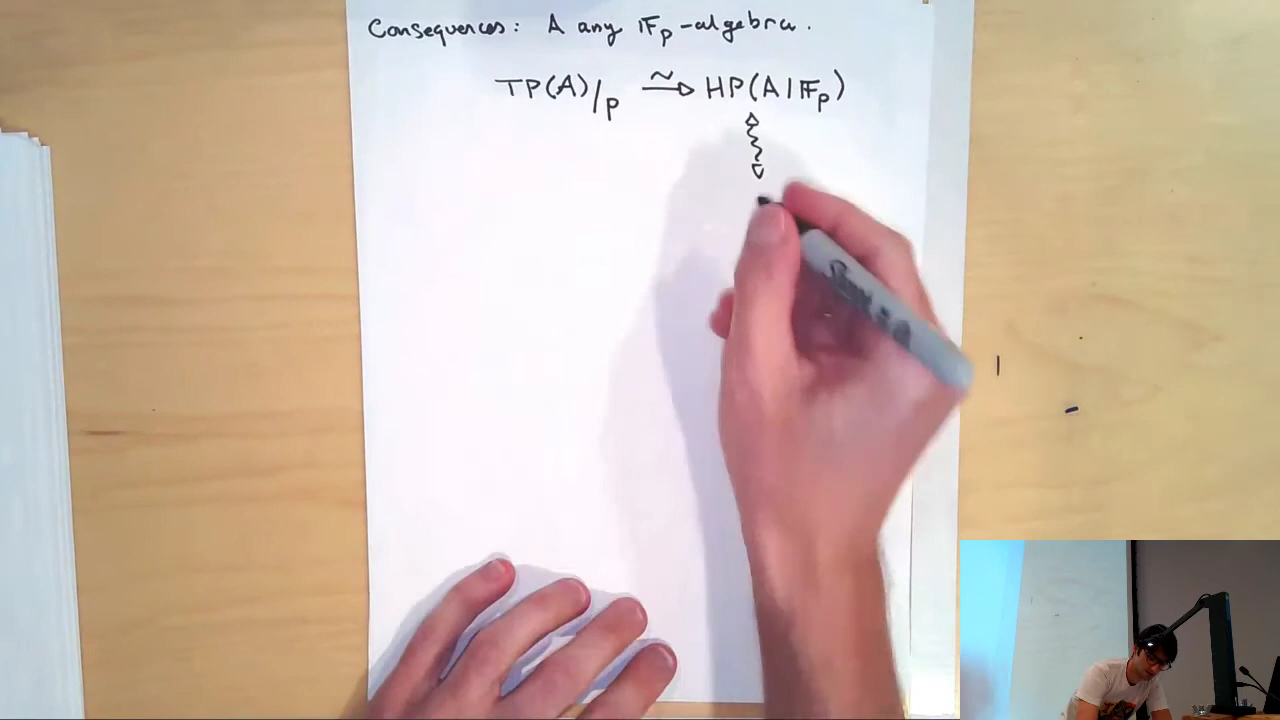 Consequences: A any 𝔽p-algebra.
TP(A)/p ⥲ HP(A|𝔽p)